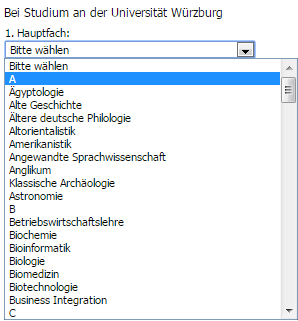 Bei Studium an der Universität Würzburg
1. Hauptfach:
Bitte wählen
Bitte wählen
A
Ägyptologie
Alte Geschichte
Ältere deutsche Philologie
Altorientalistik
Amerikanistik
Angewandte Sprachwissenschaft
Anglikum
Klassische Archäologie
Astronomie
B
Betriebswirtschaftslehre
Biochemie
Bioinformatik
Biologie
Biomedizin
Biotechnologie
Business Integration
C